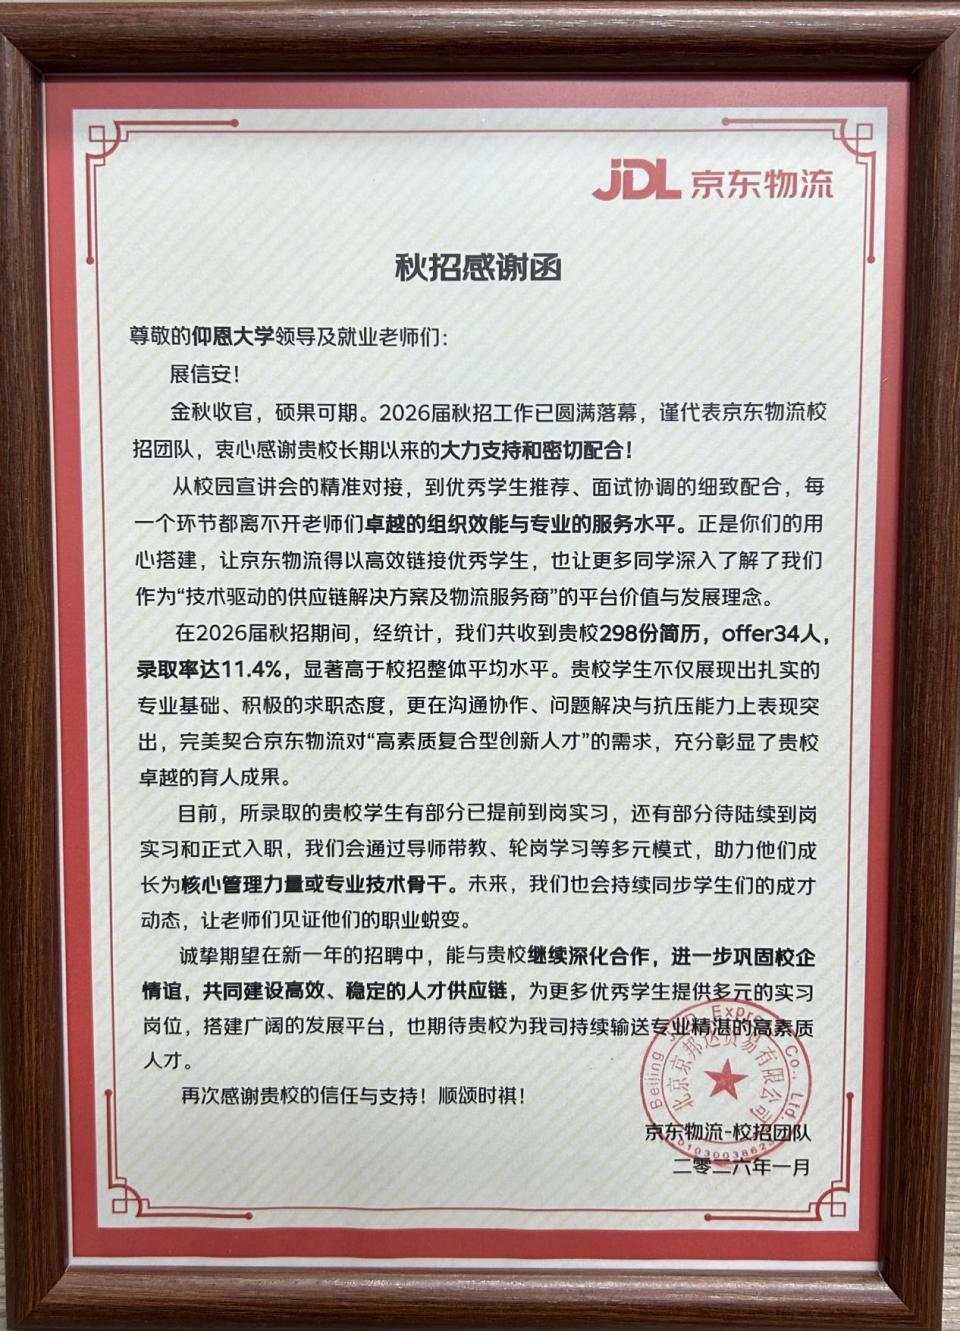 JDL 京东物流
秋招感谢函
尊敬的仰恩大学领导及就业老师们：
展信安！
金秋收官，硕果可期。2026届秋招工作已圆满落幕，谨代表京东物流校
招团队，衷心感谢贵校长期以来的大力支持和密切配合！
从校园宣讲会的精准对接，到优秀学生推荐、面试协调的细致配合，每
一个环节都离不开老师们卓越的组织效能与专业的服务水平。正是你们的用
心搭建，让京东物流得以高效链接优秀学生，也让更多同学深入了解了我们
作为“技术驱动的供应链解决方案及物流服务商”的平台价值与发展理念。
在2026届秋招期间，经统计，我们共收到贵校298份简历，offer34人，
录取率达11.4%，显著高于校招整体平均水平。贵校学生不仅展现出扎实的
专业基础、积极的求职态度，更在沟通协作、问题解决与抗压能力上表现突
出，完美契合京东物流对“高素质复合型创新人才”的需求，充分彰显了贵校
卓越的育人成果。
目前，所录取的贵校学生有部分已提前到岗实习，还有部分待陆续到岗
实习和正式入职，我们会通过导师带教、轮岗学习等多元模式，助力他们成
长为核心管理力量或专业技术骨干。未来，我们也会持续同步学生们的成才
动态，让老师们见证他们的职业蜕变。
诚挚期望在新一年的招聘中，能与贵校继续深化合作，进一步巩固校企
情谊，共同建设高效、稳定的人才供应链，为更多优秀学生提供多元的实习
岗位，搭建广阔的发展平台，也期待贵校为我司持续输送专业精湛的高素质
人才。
再次感谢贵校的信任与支持！顺颂时祺！
Beijing Express Co., Ltd.
北京京邦达贸易有限公司
京东物流-校招团队
二零二六年一月